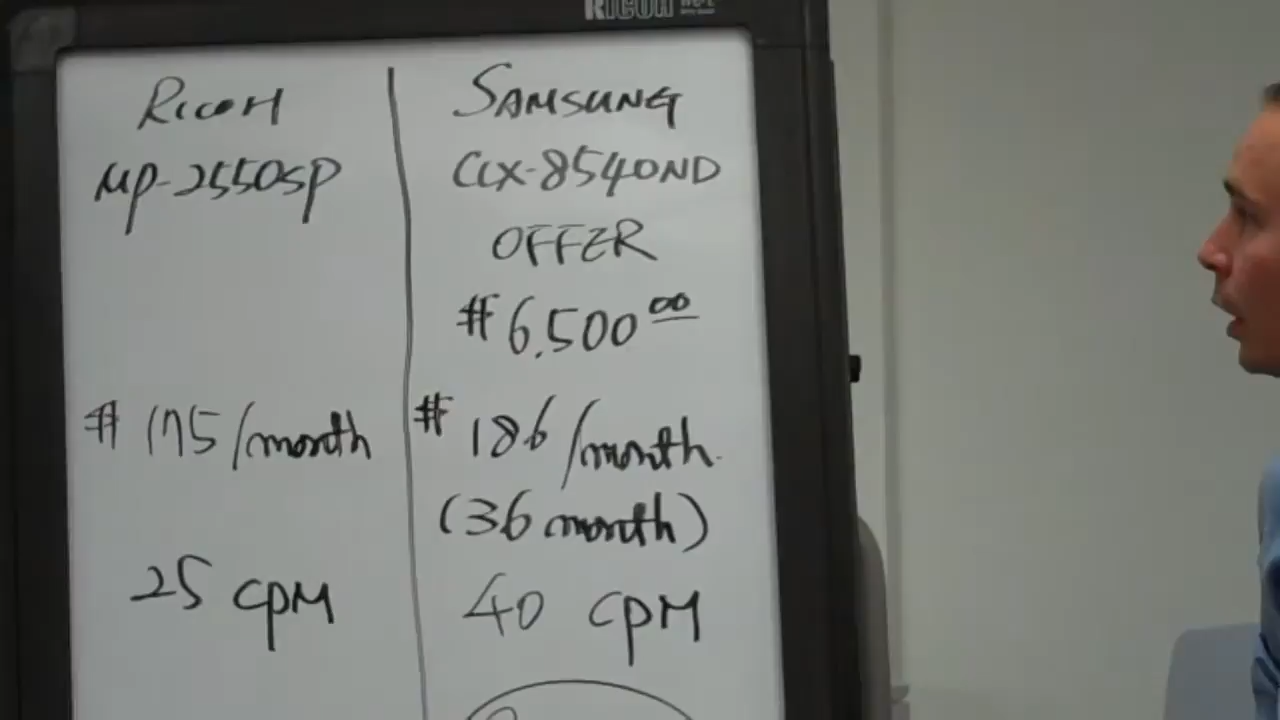 RICOH
RICOH
MP-2550SP
$ 175/month
25 CPM
SAMSUNG
CLX-8540ND
OFFER
$6,500.00
$ 186/month.
(36 month)
40 CPM